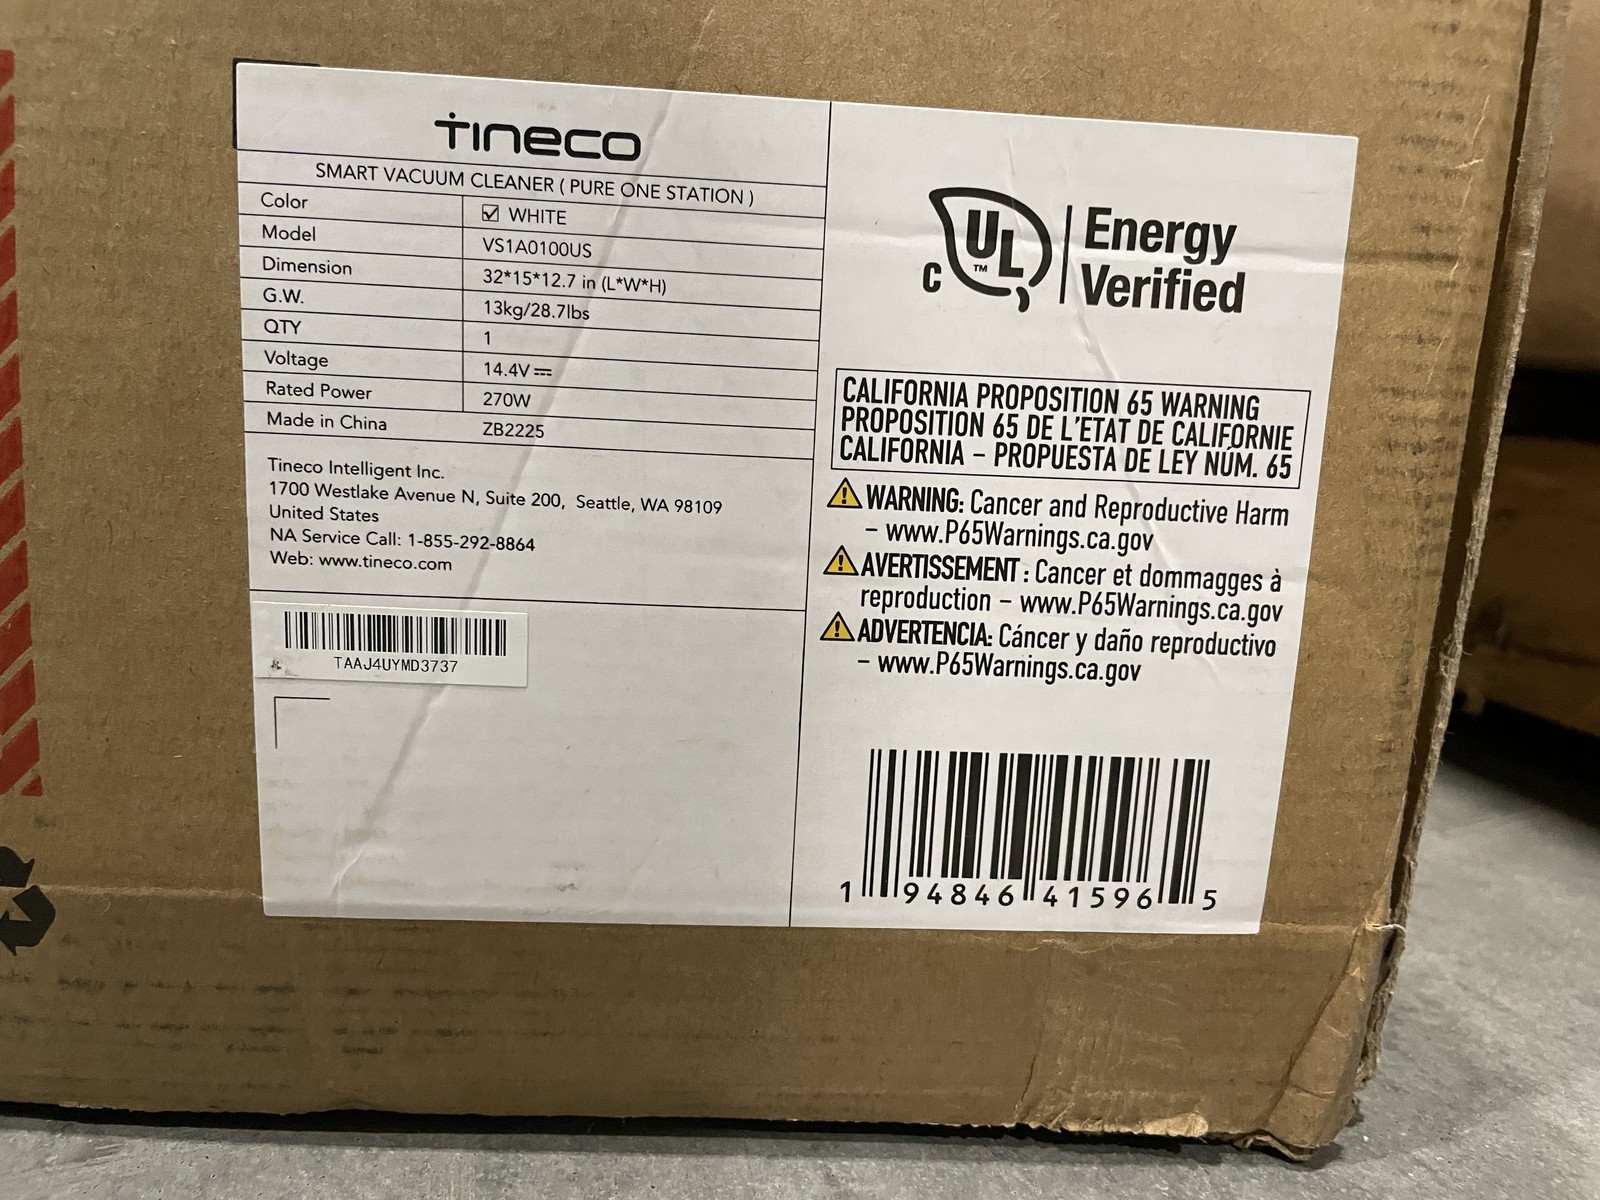 Tineco
SMART VACUUM CLEANER ( PURE ONE STATION )
Color ☑ WHITE
Model VS1A0100US
Dimension 32*15*12.7 in (L*W*H)
G.W. 13kg/28.7lbs
QTY 1
Voltage 14.4V ⎓
Rated Power 270W
Made in China ZB2225
Tineco Intelligent Inc.
1700 Westlake Avenue N, Suite 200, Seattle, WA 98109
United States
NA Service Call: 1-855-292-8864
Web: www.tineco.com
TAAJ4UYMD3737
C UL ™ Energy
Verified
CALIFORNIA PROPOSITION 65 WARNING
PROPOSITION 65 DE L'ETAT DE CALIFORNIE
CALIFORNIA – PROPUESTA DE LEY NÚM. 65
⚠ WARNING: Cancer and Reproductive Harm
– www.P65Warnings.ca.gov
⚠ AVERTISSEMENT : Cancer et dommagges à
reproduction – www.P65Warnings.ca.gov
⚠ ADVERTENCIA: Cáncer y daño reproductivo
– www.P65Warnings.ca.gov
1 94846 41596 5